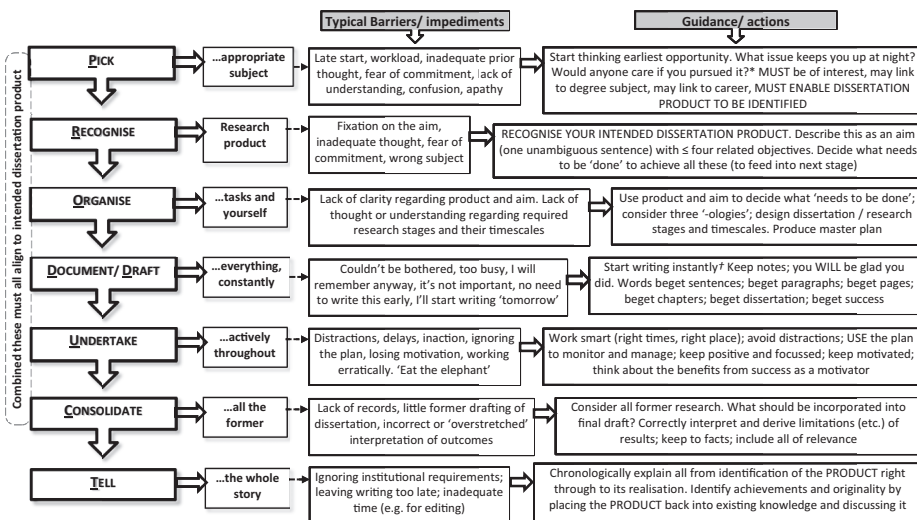 Typical Barriers/ impediments
Guidance/ actions
Combined these must all align to intended dissertation product
PICK
...appropriate
subject
Late start, workload, inadequate prior
thought, fear of commitment, lack of
understanding, confusion, apathy
Start thinking earliest opportunity. What issue keeps you up at night?
Would anyone care if you pursued it?* MUST be of interest, may link
to degree subject, may link to career, MUST ENABLE DISSERTATION
PRODUCT TO BE IDENTIFIED
RECOGNISE
Research
product
Fixation on the aim,
inadequate thought, fear of
commitment, wrong subject
RECOGNISE YOUR INTENDED DISSERTATION PRODUCT. Describe this as an aim
(one unambiguous sentence) with ≤ four related objectives. Decide what needs
to be ‘done’ to achieve all these (to feed into next stage)
ORGANISE
...tasks and
yourself
Lack of clarity regarding product and aim. Lack of
thought or understanding regarding required
research stages and their timescales
Use product and aim to decide what ‘needs to be done’;
consider three ‘-ologies’; design dissertation / research
stages and timescales. Produce master plan
DOCUMENT/ DRAFT
...everything,
constantly
Couldn’t be bothered, too busy, I will
remember anyway, it’s not important, no need
to write this early, I’ll start writing ‘tomorrow’
Start writing instantly† Keep notes; you WILL be glad you
did. Words beget sentences; beget paragraphs; beget pages;
beget chapters; beget dissertation; beget success
UNDERTAKE
...actively
throughout
Distractions, delays, inaction, ignoring
the plan, losing motivation, working
erratically. ‘Eat the elephant’
Work smart (right times, right place); avoid distractions; USE the plan
to monitor and manage; keep positive and focussed; keep motivated;
think about the benefits from success as a motivator
CONSOLIDATE
...all the
former
Lack of records, little former drafting of
dissertation, incorrect or ‘overstretched’
interpretation of outcomes
Consider all former research. What should be incorporated into
final draft? Correctly interpret and derive limitations (etc.) of
results; keep to facts; include all of relevance
TELL
...the whole
story
Ignoring institutional requirements;
leaving writing too late; inadequate
time (e.g. for editing)
Chronologically explain all from identification of the PRODUCT right
through to its realisation. Identify achievements and originality by
placing the PRODUCT back into existing knowledge and discussing it